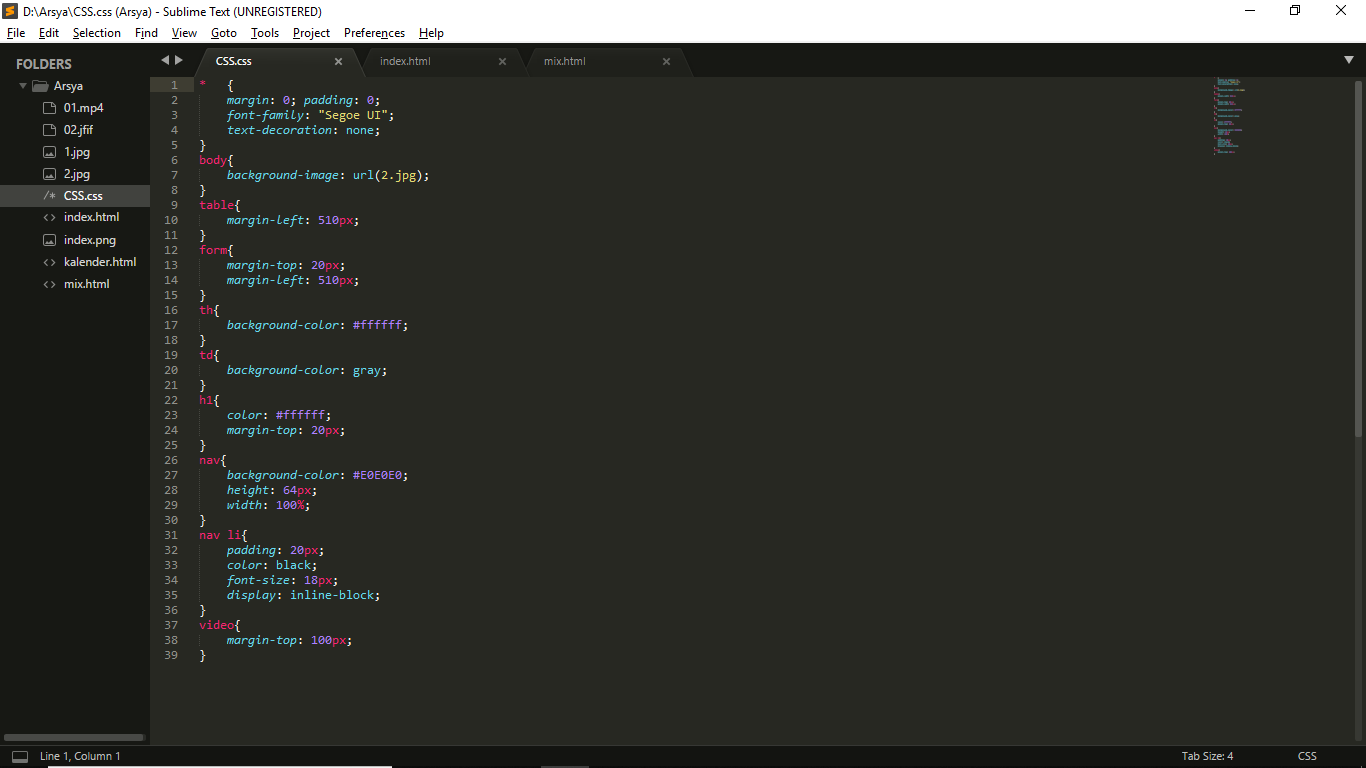 D:\Arsya\CSS.css (Arsya) - Sublime Text (UNREGISTERED)
File Edit Selection Find View Goto Tools Project Preferences Help
FOLDERS
Arsya
01.mp4
02.jfif
1.jpg
2.jpg
/* CSS.css
<> index.html
index.png
<> kalender.html
<> mix.html
CSS.css × index.html × mix.html ×
1 * {
2 margin: 0; padding: 0;
3 font-family: "Segoe UI";
4 text-decoration: none;
5 }
6 body{
7 background-image: url(2.jpg);
8 }
9 table{
10 margin-left: 510px;
11 }
12 form{
13 margin-top: 20px;
14 margin-left: 510px;
15 }
16 th{
17 background-color: #ffffff;
18 }
19 td{
20 background-color: gray;
21 }
22 h1{
23 color: #ffffff;
24 margin-top: 20px;
25 }
26 nav{
27 background-color: #E0E0E0;
28 height: 64px;
29 width: 100%;
30 }
31 nav li{
32 padding: 20px;
33 color: black;
34 font-size: 18px;
35 display: inline-block;
36 }
37 video{
38 margin-top: 100px;
39 }
Line 1, Column 1 Tab Size: 4 CSS